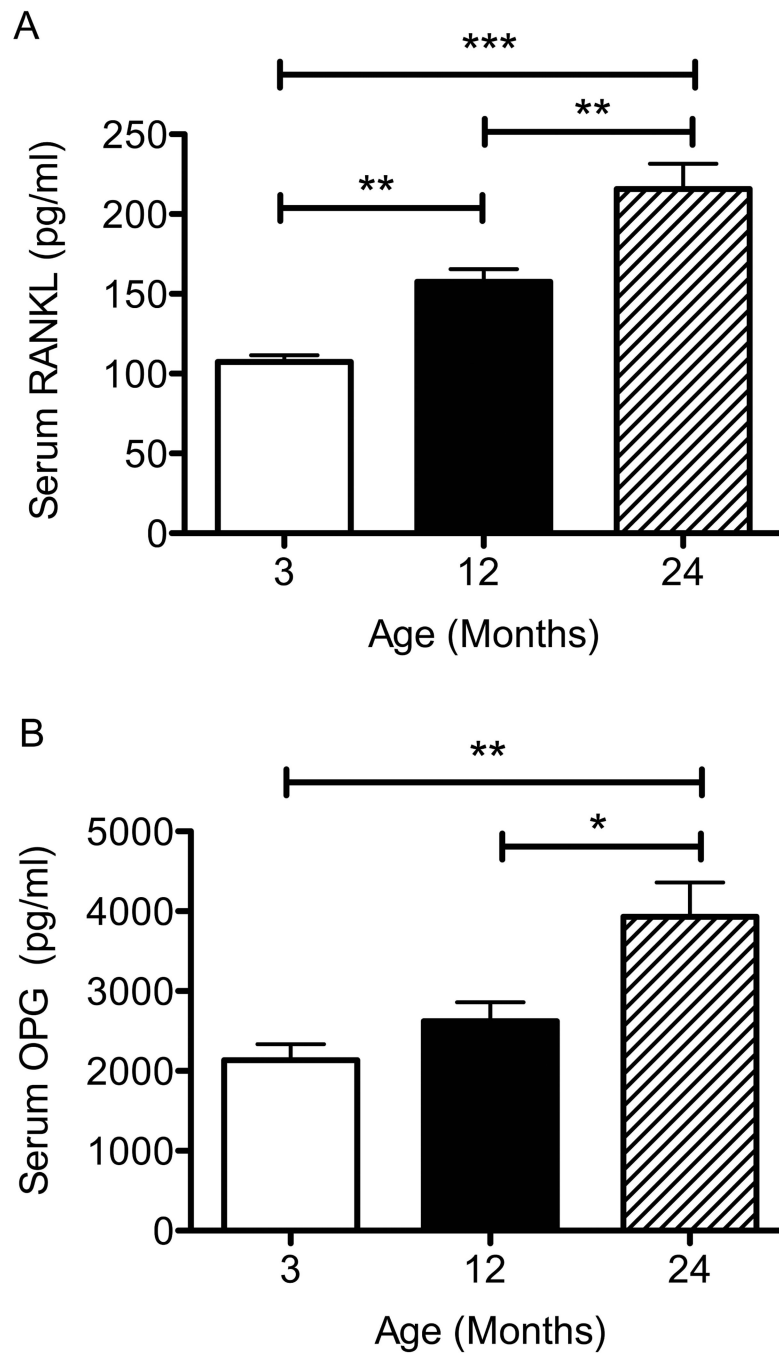 A
***
**
**
250
200
150
100
50
0
Serum RANKL (pg/ml)
3 12 24
Age (Months)
B
**
*
5000
4000
3000
2000
1000
0
Serum OPG (pg/ml)
3 12 24
Age (Months)